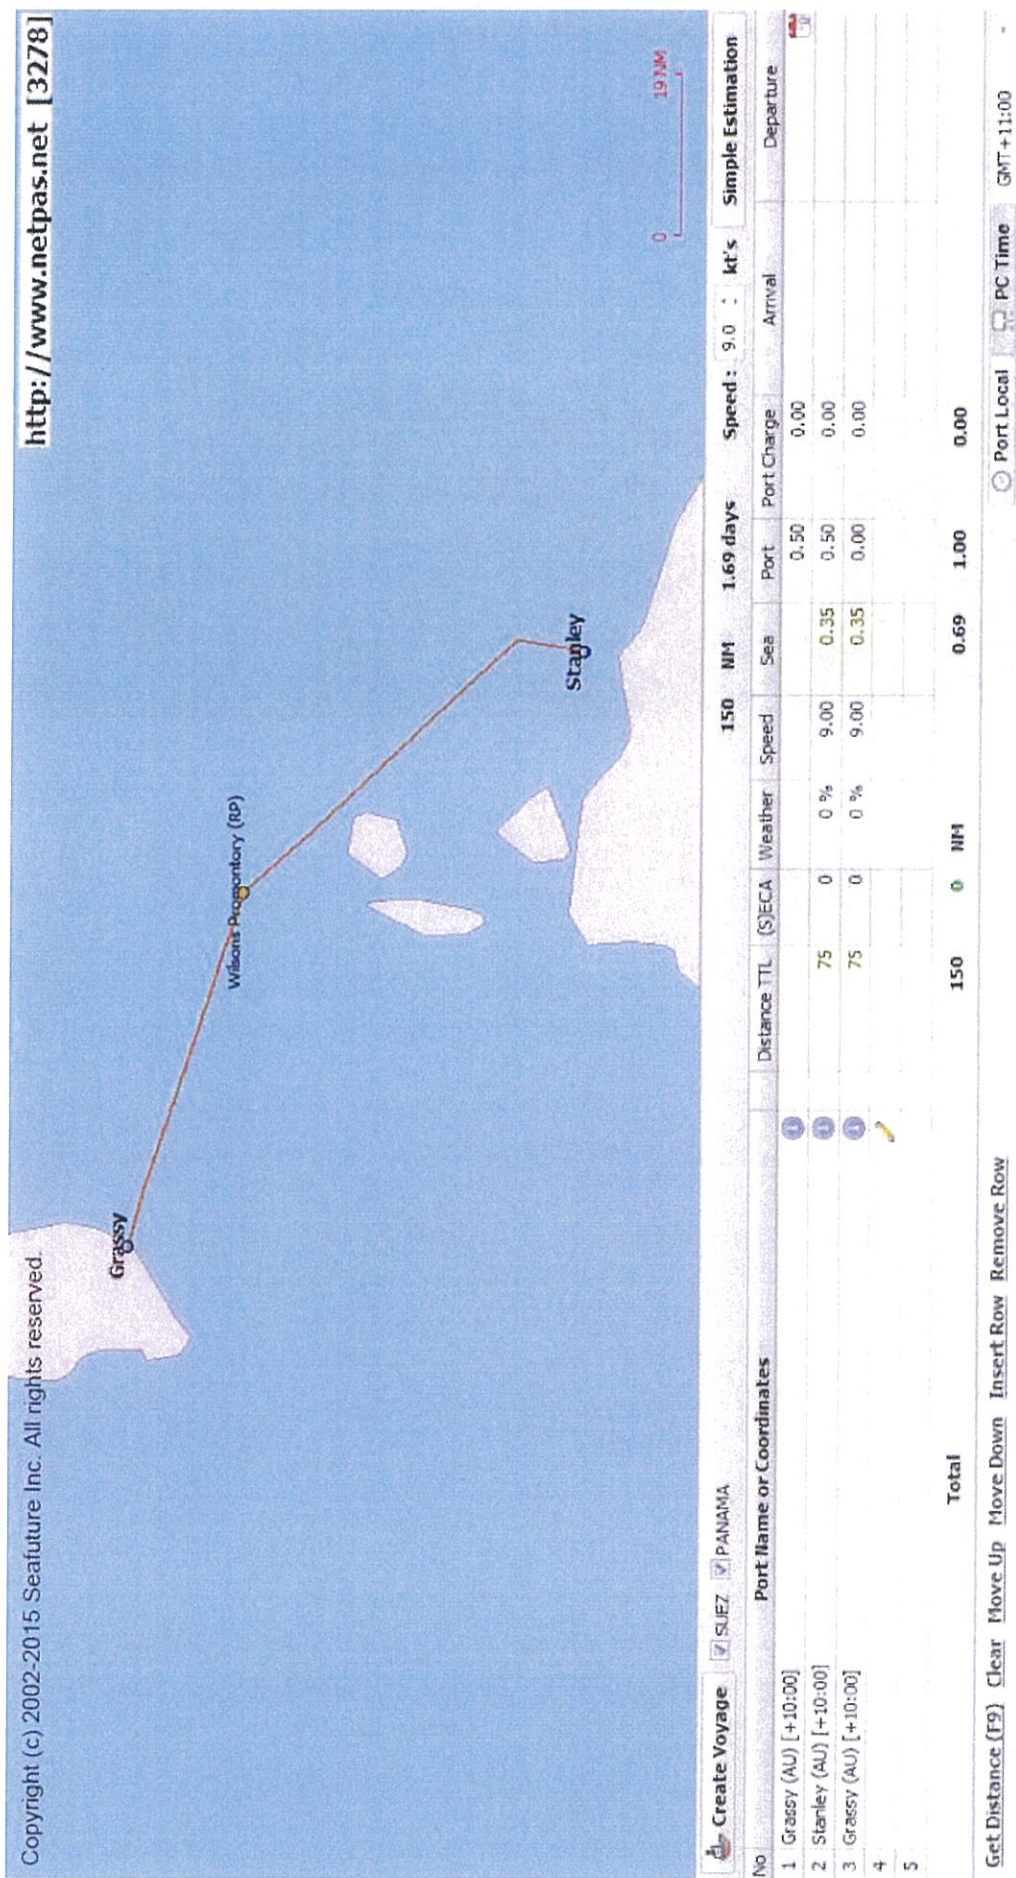 Copyright (c) 2002-2015 Seafuture Inc. All rights reserved.
http://www.netpas.net [3278]
Grassy
Wilsons Promontory (RP)
Stanley
0 19 NM
Create Voyage SUEZ PANAMA 150 NM 1.69 days Speed : 9.0 kt's Simple Estimation
No Port Name or Coordinates Distance TTL (S)ECA Weather Speed Sea Port Port Charge Arrival Departure
1 Grassy (AU) [+10:00] 0.50 0.00
2 Stanley (AU) [+10:00] 75 0 0 % 9.00 0.35 0.50 0.00
3 Grassy (AU) [+10:00] 75 0 0 % 9.00 0.35 0.00 0.00
4
5
Total 150 0 NM 0.69 1.00 0.00
Get Distance (F9) Clear Move Up Move Down Insert Row Remove Row Port Local PC Time GMT+11:00 -